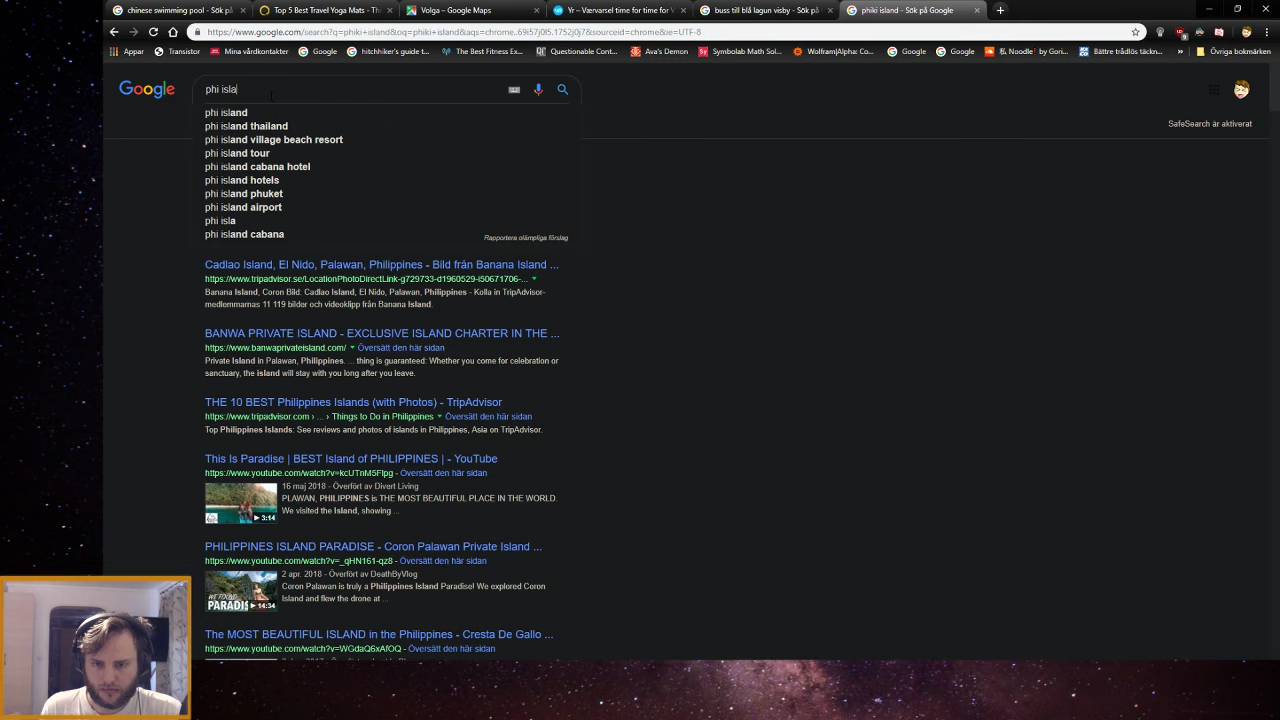 chinese swimming pool - Sök på
Top 5 Best Travel Yoga Mats - The
Volga – Google Maps
Yr – Værvarsel time for time for V
buss till blå lagun visby - Sök på
phiki island - Sök på Google
https://www.google.com/search?q=phiki+island&oq=phiki+island&aqs=chrome..69i57j0l5.1752j0j7&sourceid=chrome&ie=UTF-8
Appar
Transistor
Mina vårdkontakter
Google
hitchhiker's guide t...
The Best Fitness Ex...
Questionable Cont...
Ava's Demon
Symbolab Math Sol...
Wolfram|Alpha: Co...
Google
Google
Noodle
by Gori...
Bättre trådlös täckn...
»
Övriga bokmärken
Google
phi isla
SafeSearch är aktiverat
phi island
phi island thailand
phi island village beach resort
phi island tour
phi island cabana hotel
phi island hotels
phi island phuket
phi island airport
phi isla
phi island cabana
Rapportera olämpliga förslag
Cadlao Island, El Nido, Palawan, Philippines - Bild från Banana Island ...
https://www.tripadvisor.se/LocationPhotoDirectLink-g729733-d1960529-i50671706-...
Banana Island, Coron Bild: Cadlao Island, El Nido, Palawan, Philippines - Kolla in TripAdvisor-
medlemmarnas 11 119 bilder och videoklipp från Banana Island.
BANWA PRIVATE ISLAND - EXCLUSIVE ISLAND CHARTER IN THE ...
https://www.banwaprivateisland.com/ Översätt den här sidan
Private Island in Palawan, Philippines. ... thing is guaranteed: Whether you come for celebration or
sanctuary, the island will stay with you long after you leave.
THE 10 BEST Philippines Islands (with Photos) - TripAdvisor
https://www.tripadvisor.com › ... › Things to Do in Philippines Översätt den här sidan
Top Philippines Islands: See reviews and photos of islands in Philippines, Asia on TripAdvisor.
This Is Paradise | BEST Island of PHILIPPINES | - YouTube
https://www.youtube.com/watch?v=kcUTnM5FIpg - Översätt den här sidan
16 maj 2018 - Överfört av Divert Living
PLAWAN, PHILIPPINES is THE MOST BEAUTIFUL PLACE IN THE WORLD.
We visited the Island, showing ...
3:14
PHILIPPINES ISLAND PARADISE - Coron Palawan Private Island ...
https://www.youtube.com/watch?v=_qHN161-qz8 - Översätt den här sidan
2 apr. 2018 - Överfört av DeathByVlog
Coron Palawan is truly a Philippines Island Paradise! We explored Coron
Island and flew the drone at ...
WE FOUND
PARADIS
14:34
The MOST BEAUTIFUL ISLAND in the Philippines - Cresta De Gallo ...
https://www.youtube.com/watch?v=WGdaQ6xAfOQ - Översätt den här sidan